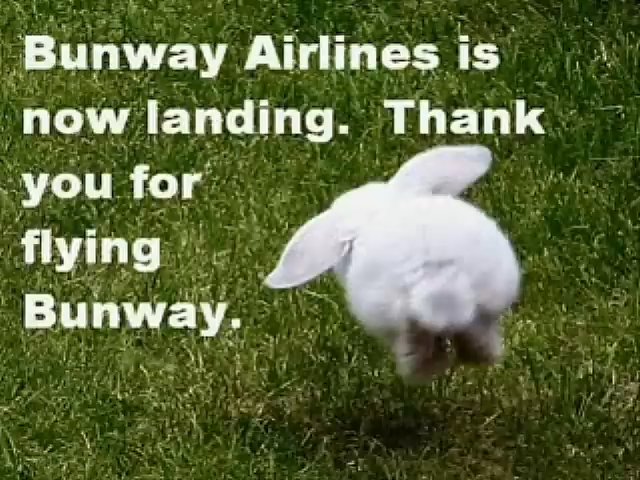 Bunway Airlines is
now landing.  Thank
you for
flying
Bunway.